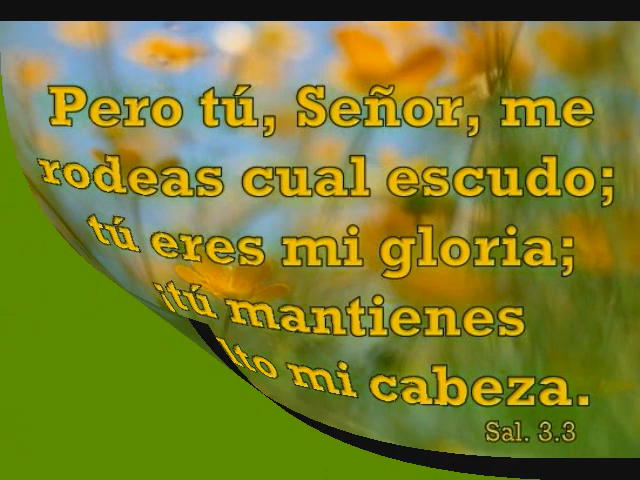 Pero tú, Señor, me
rodeas cual escudo;
tú eres mi gloria;
¡tú mantienes
lto mi cabeza.
Sal. 3.3